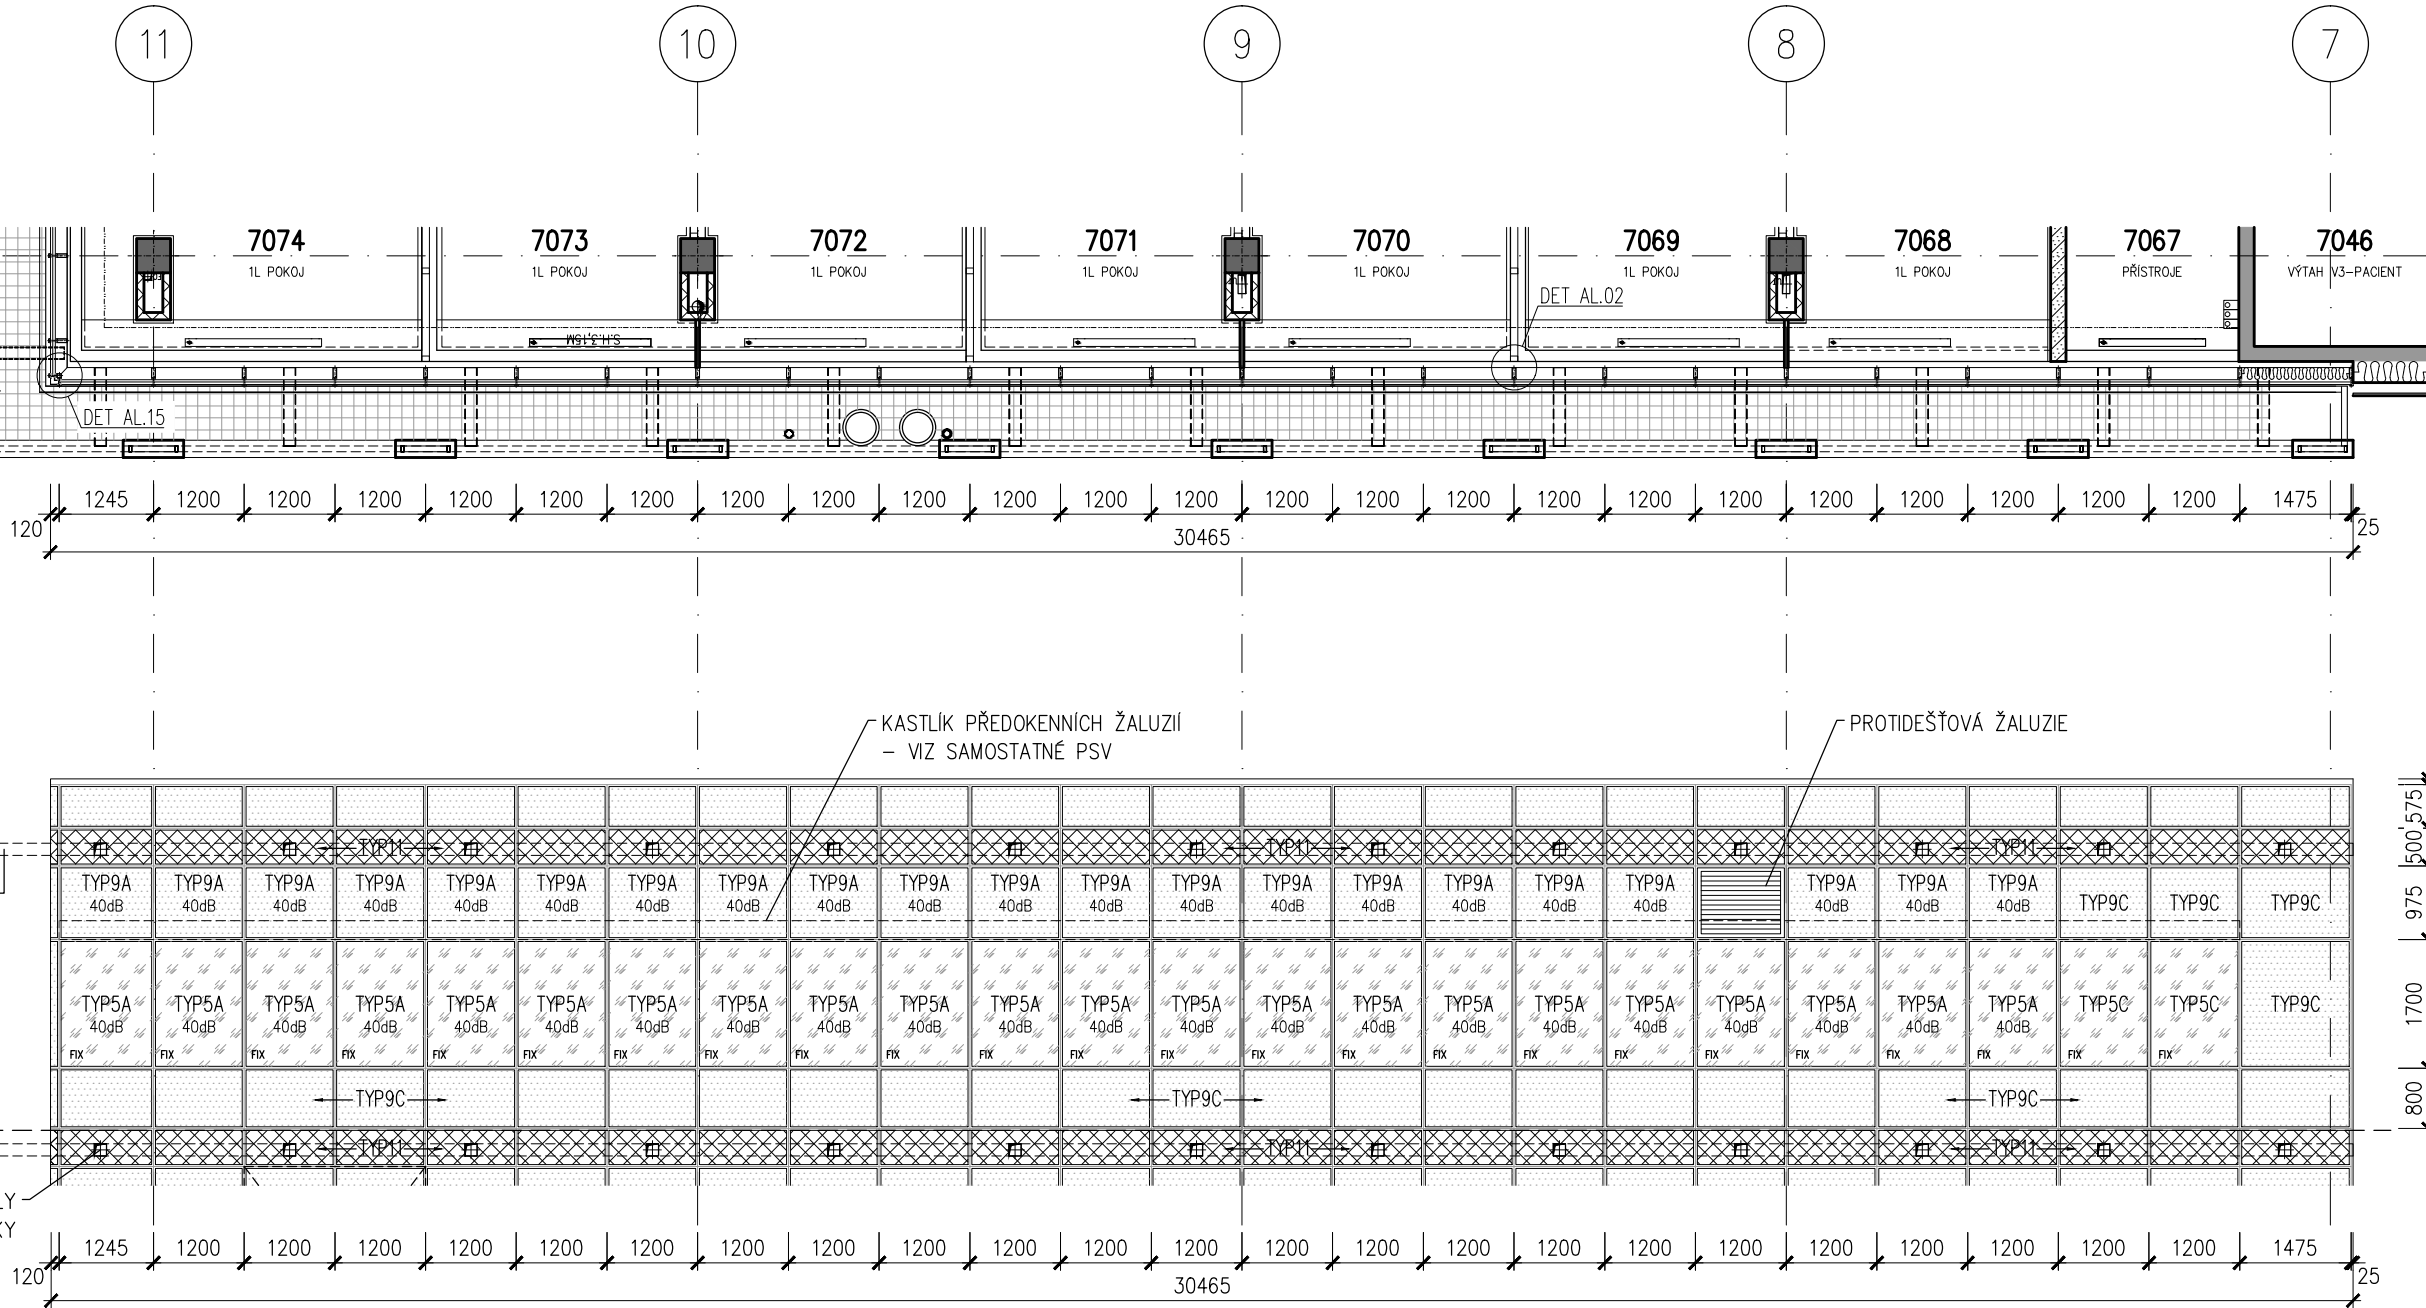 11 10 9 8 7
7074 7073 7072 7071 7070 7069 7068 7067 7046
1L POKOJ 1L POKOJ 1L POKOJ 1L POKOJ 1L POKOJ 1L POKOJ 1L POKOJ PŘÍSTROJE VÝTAH V3-PACIENT
DET AL.02
S.H.3,15M
DET AL.15
1245 1200 1200 1200 1200 1200 1200 1200 1200 1200 1200 1200 1200 1200 1200 1200 1200 1200 1200 1200 1200 1200 1200 1200 1475
120 25
30465
KASTLÍK PŘEDOKENNÍCH ŽALUZIÍ
– VIZ SAMOSTATNÉ PSV
PROTIDEŠŤOVÁ ŽALUZIE
575
TYP11 TYP11 TYP11
500
TYP9A TYP9A TYP9A TYP9A TYP9A TYP9A TYP9A TYP9A TYP9A TYP9A TYP9A TYP9A TYP9A TYP9A TYP9A TYP9A TYP9A TYP9A TYP9A TYP9A TYP9A TYP9C TYP9C TYP9C
40dB 40dB 40dB 40dB 40dB 40dB 40dB 40dB 40dB 40dB 40dB 40dB 40dB 40dB 40dB 40dB 40dB 40dB 40dB 40dB 40dB
975
TYP5A TYP5A TYP5A TYP5A TYP5A TYP5A TYP5A TYP5A TYP5A TYP5A TYP5A TYP5A TYP5A TYP5A TYP5A TYP5A TYP5A TYP5A TYP5A TYP5A TYP5A TYP5A TYP5C TYP5C TYP9C
40dB 40dB 40dB 40dB 40dB 40dB 40dB 40dB 40dB 40dB 40dB 40dB 40dB 40dB 40dB 40dB 40dB 40dB 40dB 40dB 40dB 40dB
1700
FIX FIX FIX FIX FIX FIX FIX FIX FIX FIX FIX FIX FIX FIX FIX FIX FIX FIX FIX FIX FIX FIX FIX FIX
TYP9C TYP9C TYP9C
800
TYP11 TYP11 TYP11
1245 1200 1200 1200 1200 1200 1200 1200 1200 1200 1200 1200 1200 1200 1200 1200 1200 1200 1200 1200 1200 1200 1200 1200 1475
120 25
30465